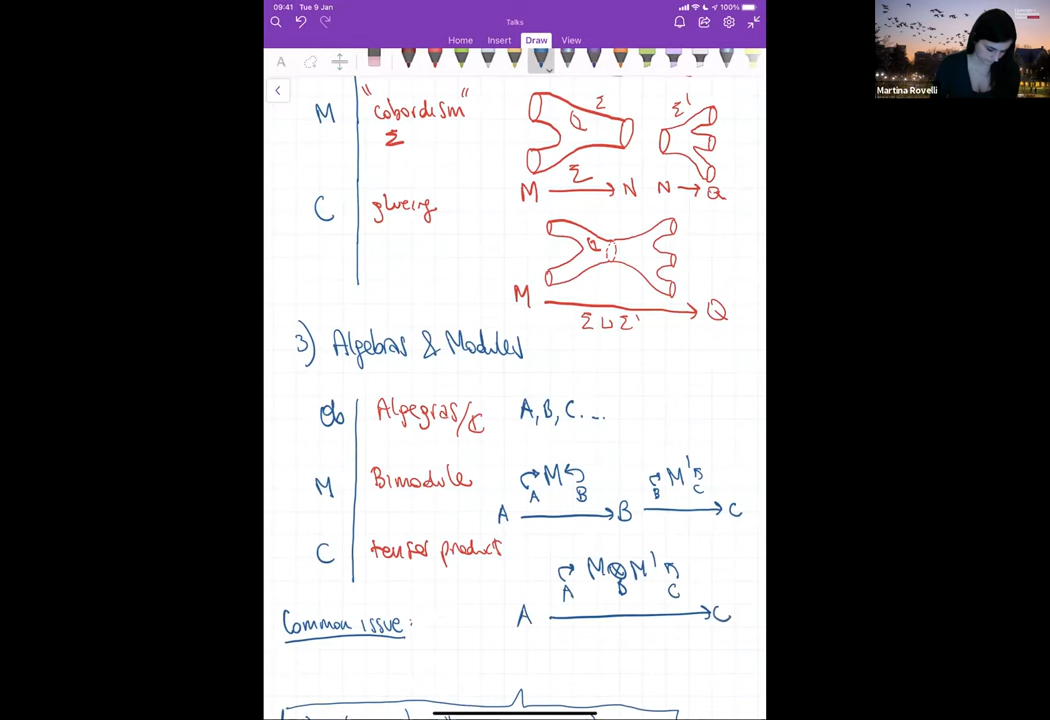 09:41 Tue 9 Jan
100%
Talks
Home Insert Draw View
Martina Rovelli
M "cobordism" Σ Σ'
Σ
Σ
M → N N → Q
C glueing
M → Q
Σ ⊔ Σ'
3) Algebras & Modules
Ob Alpegras/ℂ A, B, C....
M Bimodule M M'
A B B C
A → B → C
C tensor product
M⊗M'
A B C
A → C
Common issue: